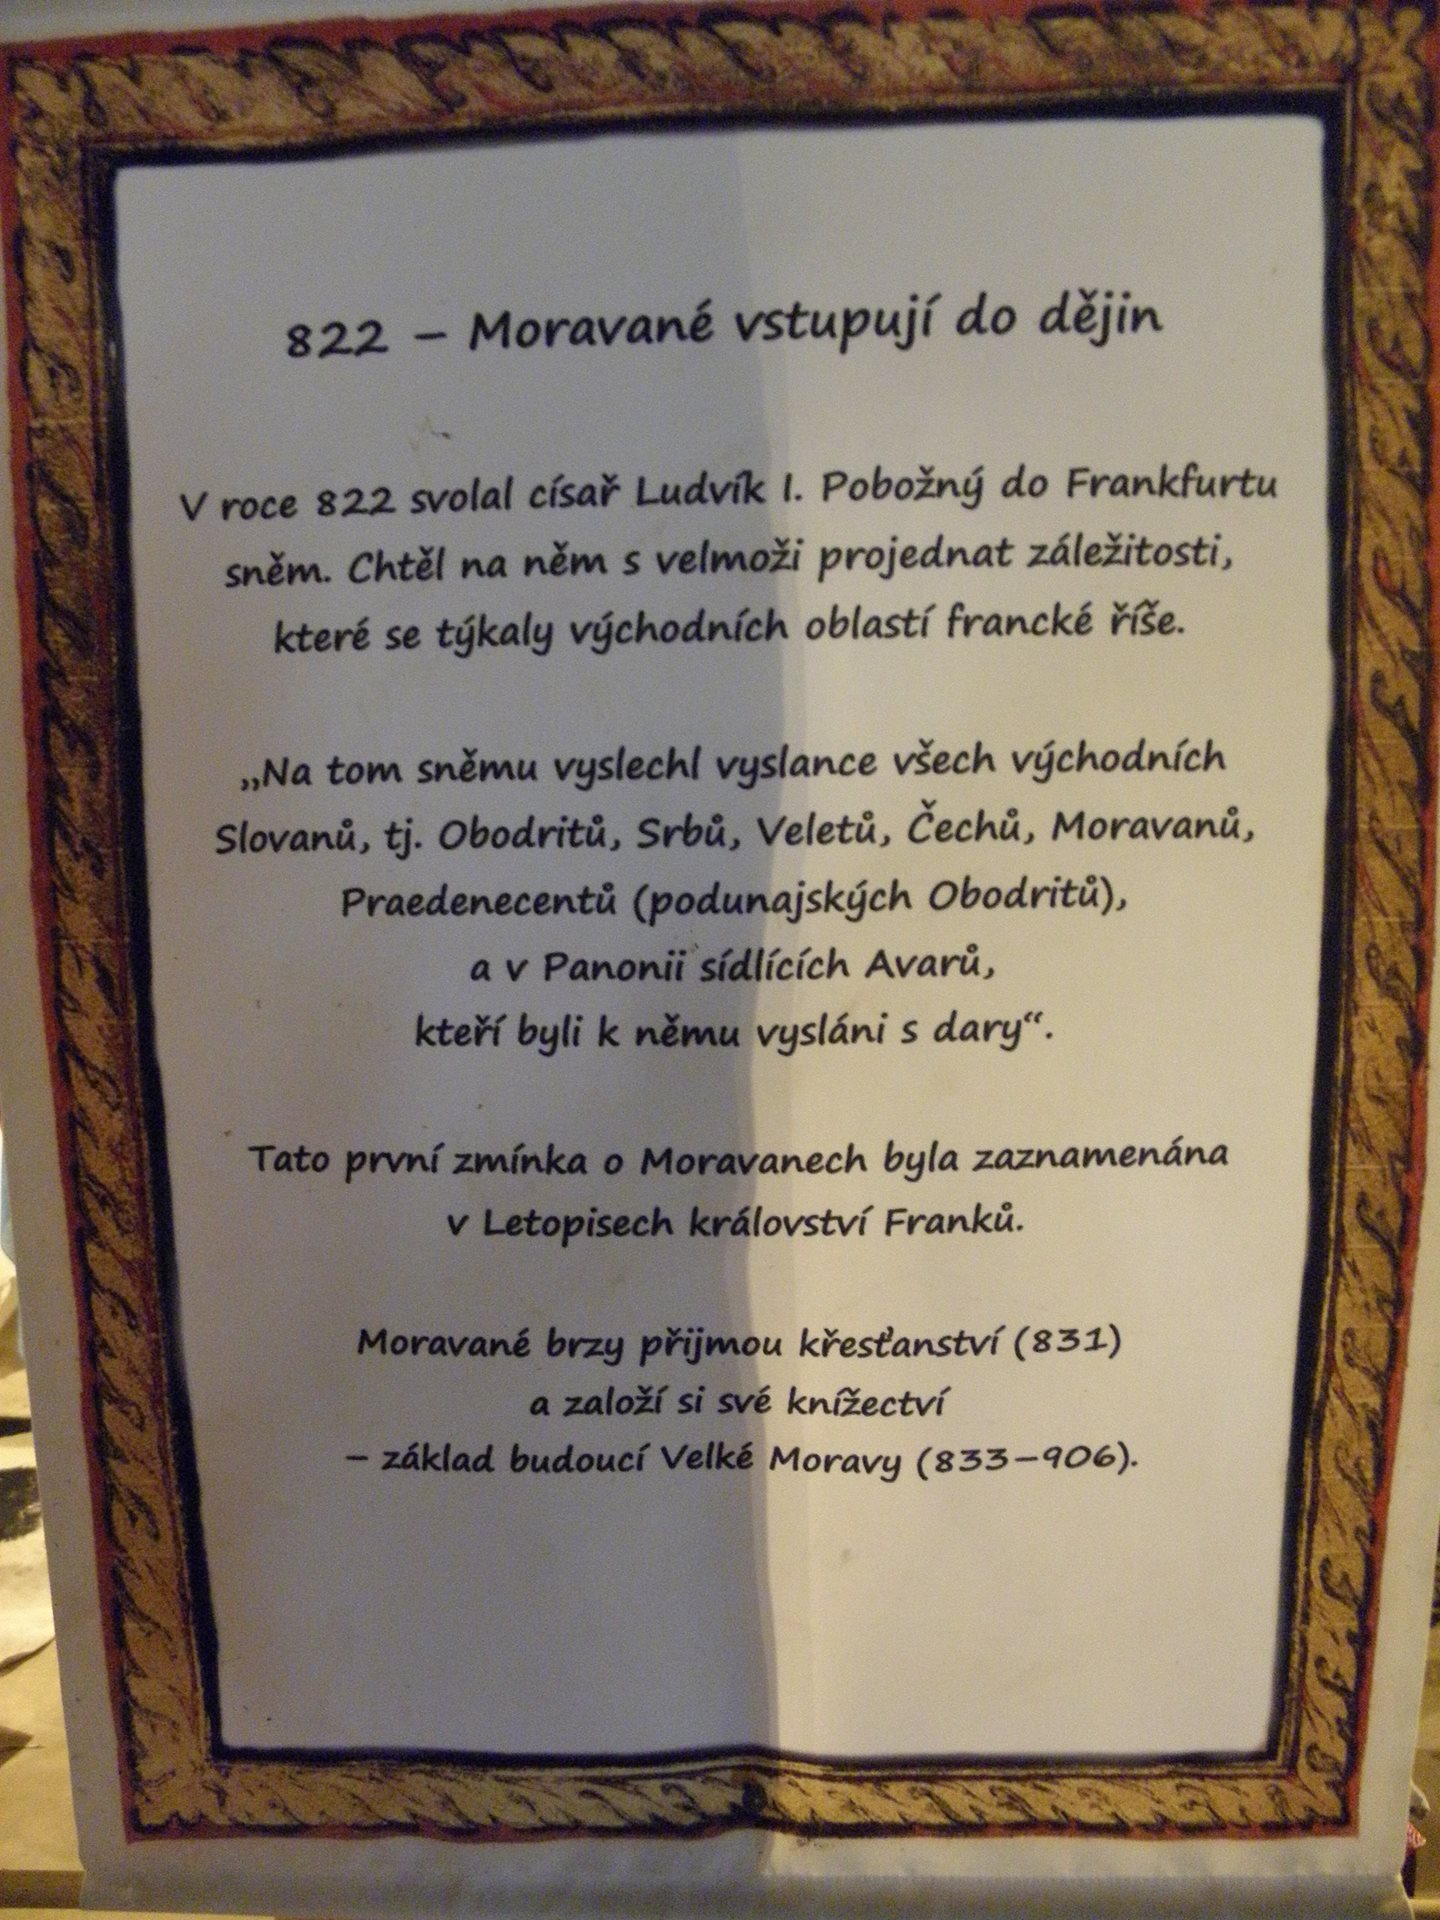 822 – Moravané vstupují do dějin
V roce 822 svolal císař Ludvík I. Pobožný do Frankfurtu
sněm. Chtěl na něm s velmoži projednat záležitosti,
které se týkaly východních oblastí francké říše.
„Na tom sněmu vyslechl vyslance všech východních
Slovanů, tj. Obodritů, Srbů, Veletů, Čechů, Moravanů,
Praedenecentů (podunajských Obodritů),
a v Panonii sídlících Avarů,
kteří byli k němu vysláni s dary“.
Tato první zmínka o Moravanech byla zaznamenána
v Letopisech království Franků.
Moravané brzy přijmou křesťanství (831)
a založí si své knížectví
– základ budoucí Velké Moravy (833–906).